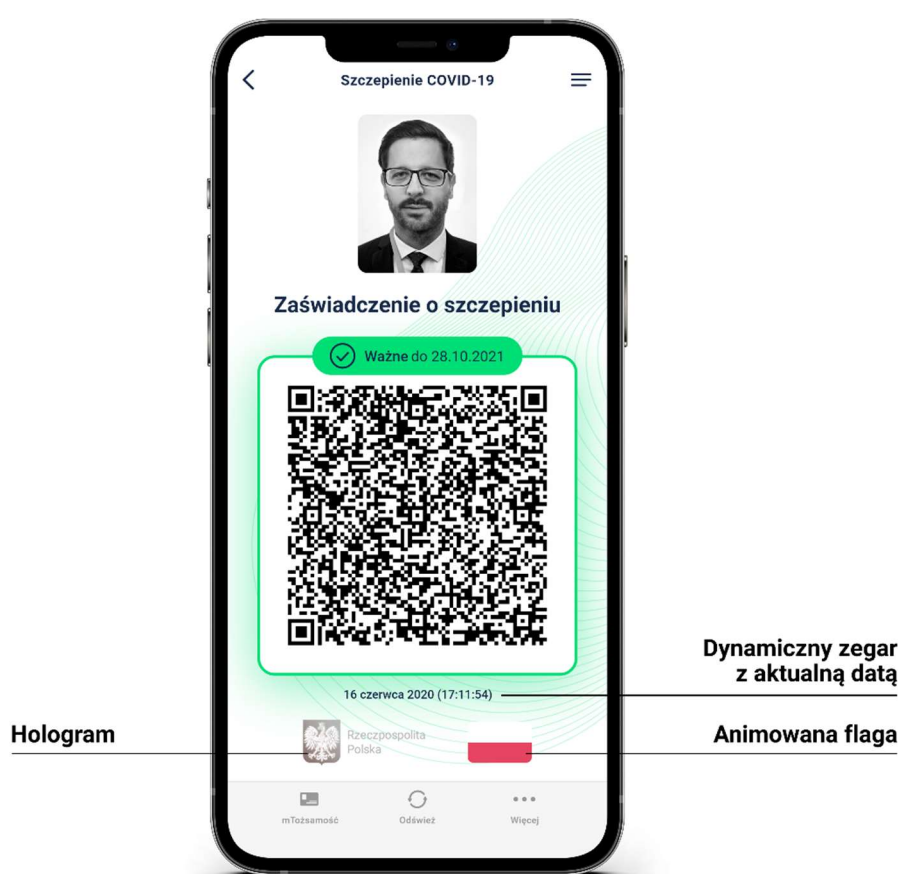 Szczepienie COVID-19
Zaświadczenie o szczepieniu
Ważne do 28.10.2021
Dynamiczny zegar
z aktualną datą
16 czerwca 2020 (17:11:54)
Hologram
Rzeczpospolita
Polska
Animowana flaga
mTożsamość
Odśwież
Więcej